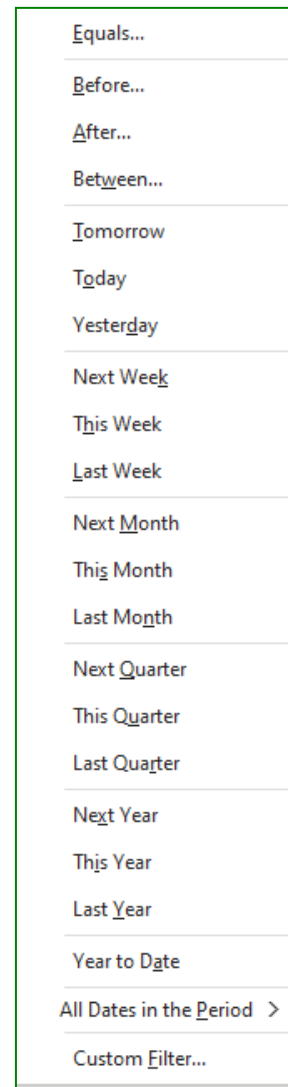 Equals...
Before...
After...
Between...
Tomorrow
Today
Yesterday
Next Week
This Week
Last Week
Next Month
This Month
Last Month
Next Quarter
This Quarter
Last Quarter
Next Year
This Year
Last Year
Year to Date
All Dates in the Period >
Custom Filter...